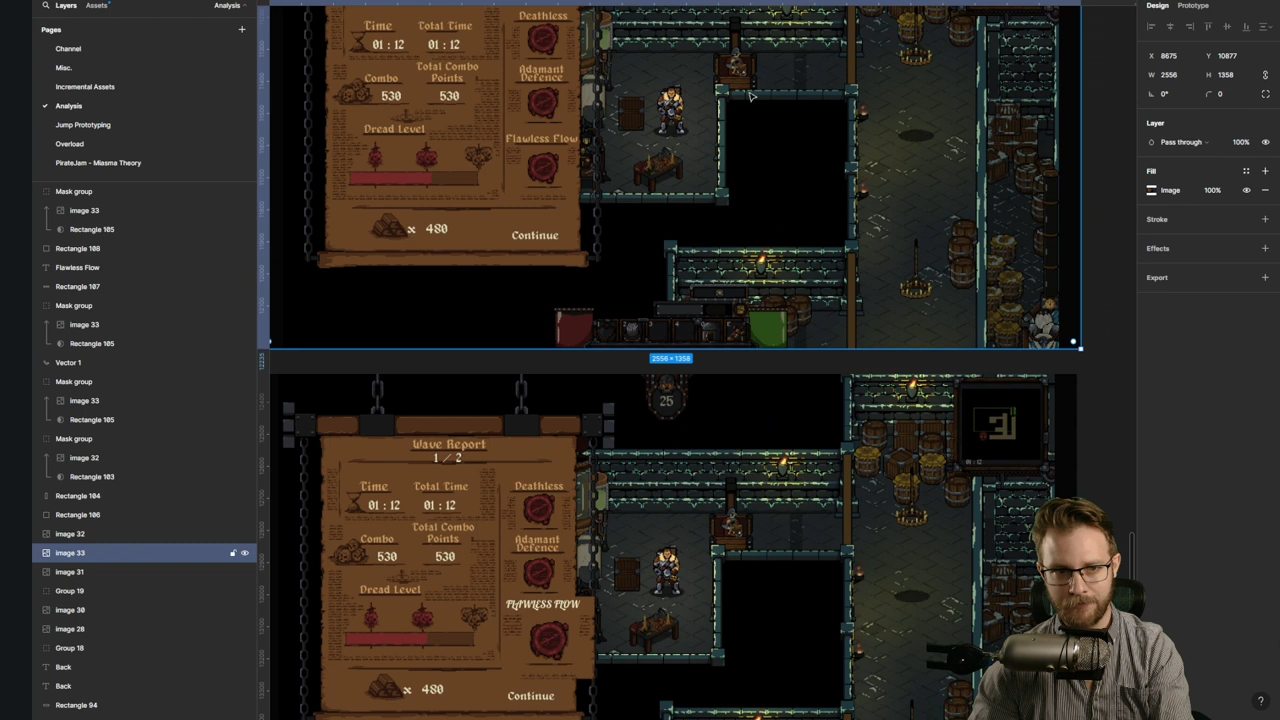 Layers
Assets
Analysis
Pages
Channel
Misc.
Incremental Assets
Analysis
Jump Prototyping
Overload
PirateJam - Miasma Theory
Mask group
image 33
Rectangle 105
Rectangle 108
Flawless Flow
Rectangle 107
Mask group
image 33
Rectangle 105
Vector 1
Mask group
image 33
Rectangle 105
Mask group
image 32
Rectangle 103
Rectangle 104
Rectangle 106
image 32
image 33
image 31
Group 19
image 30
image 28
Group 18
Back
Back
Rectangle 94
Time
01 : 12
Total Time
01 : 12
Deathless
Combo
530
Total Combo
Points
530
Adamant
Defence
Dread Level
Flawless Flow
x 480
Continue
2556 × 1358
25
Wave Report
1 / 2
Time
01 : 12
Total Time
01 : 12
Deathless
Combo
530
Total Combo
Points
530
Adamant
Defence
Dread Level
FLAWLESS FLOW
x 480
Continue
Design
Prototype
X 8675
Y 10877
W 2556
H 1358
0°
0
Layer
Pass through
100%
Fill
Image
100%
Stroke
Effects
Export
?